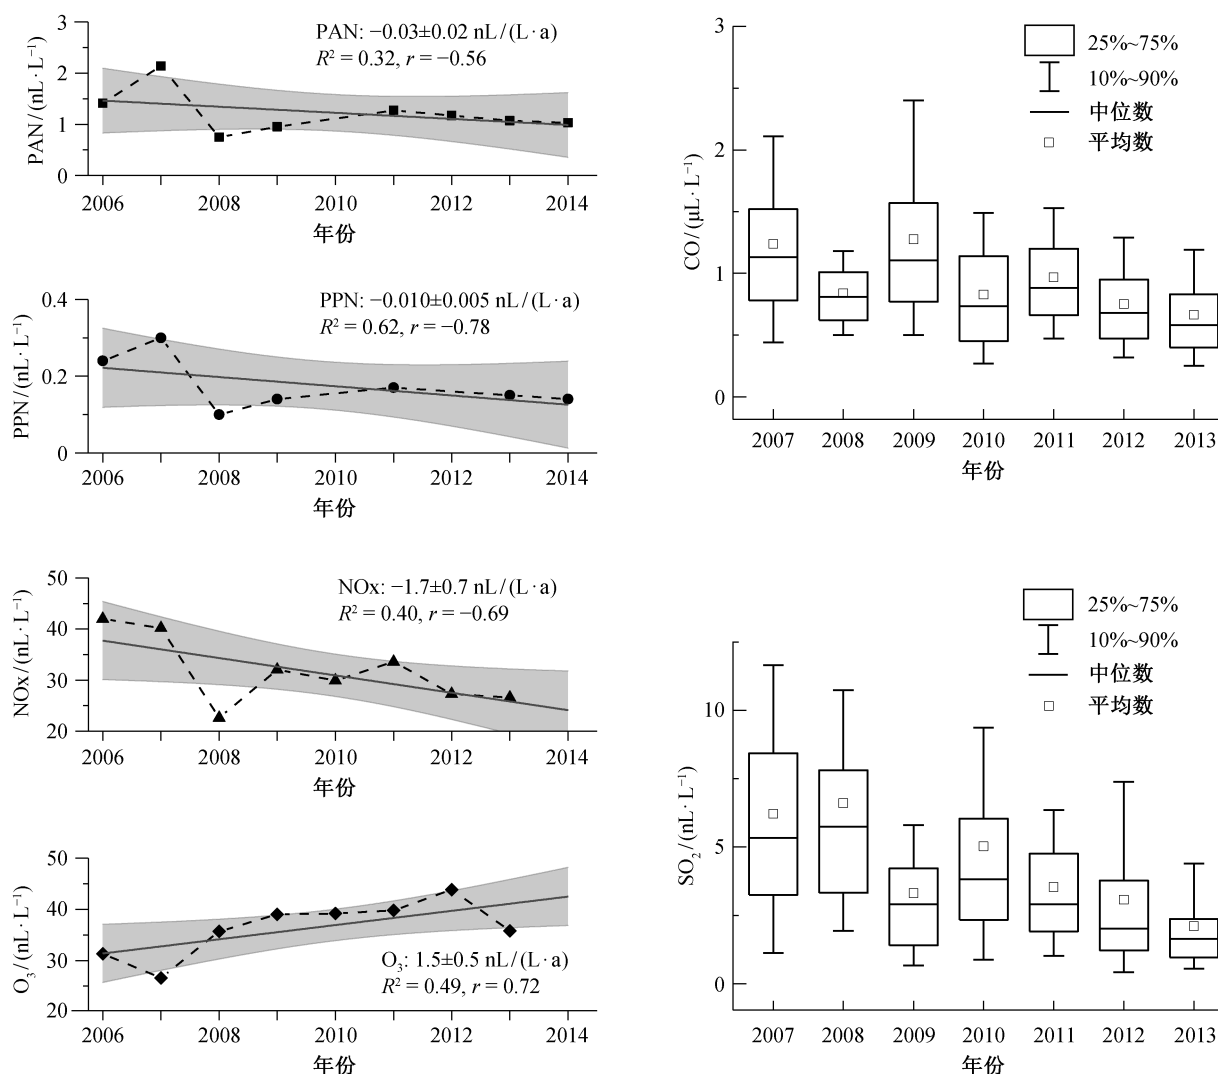 PAN: −0.03±0.02 nL/(L·a)
R² = 0.32, r = −0.56
PAN/(nL·L⁻¹)
3
2
1
0
2006 2008 2010 2012 2014
年份
PPN: −0.010±0.005 nL/(L·a)
R² = 0.62, r = −0.78
PPN/(nL·L⁻¹)
0.4
0.2
0
2006 2008 2010 2012 2014
年份
NOx: −1.7±0.7 nL/(L·a)
R² = 0.40, r = −0.69
NOx/(nL·L⁻¹)
50
40
30
20
2006 2008 2010 2012 2014
年份
O₃: 1.5±0.5 nL/(L·a)
R² = 0.49, r = 0.72
O₃/(nL·L⁻¹)
50
40
30
20
2006 2008 2010 2012 2014
年份
25%~75%
10%~90%
中位数
平均数
CO/(μL·L⁻¹)
3
2
1
0
2007 2008 2009 2010 2011 2012 2013
年份
25%~75%
10%~90%
中位数
平均数
SO₂/(nL·L⁻¹)
10
5
0
2007 2008 2009 2010 2011 2012 2013
年份